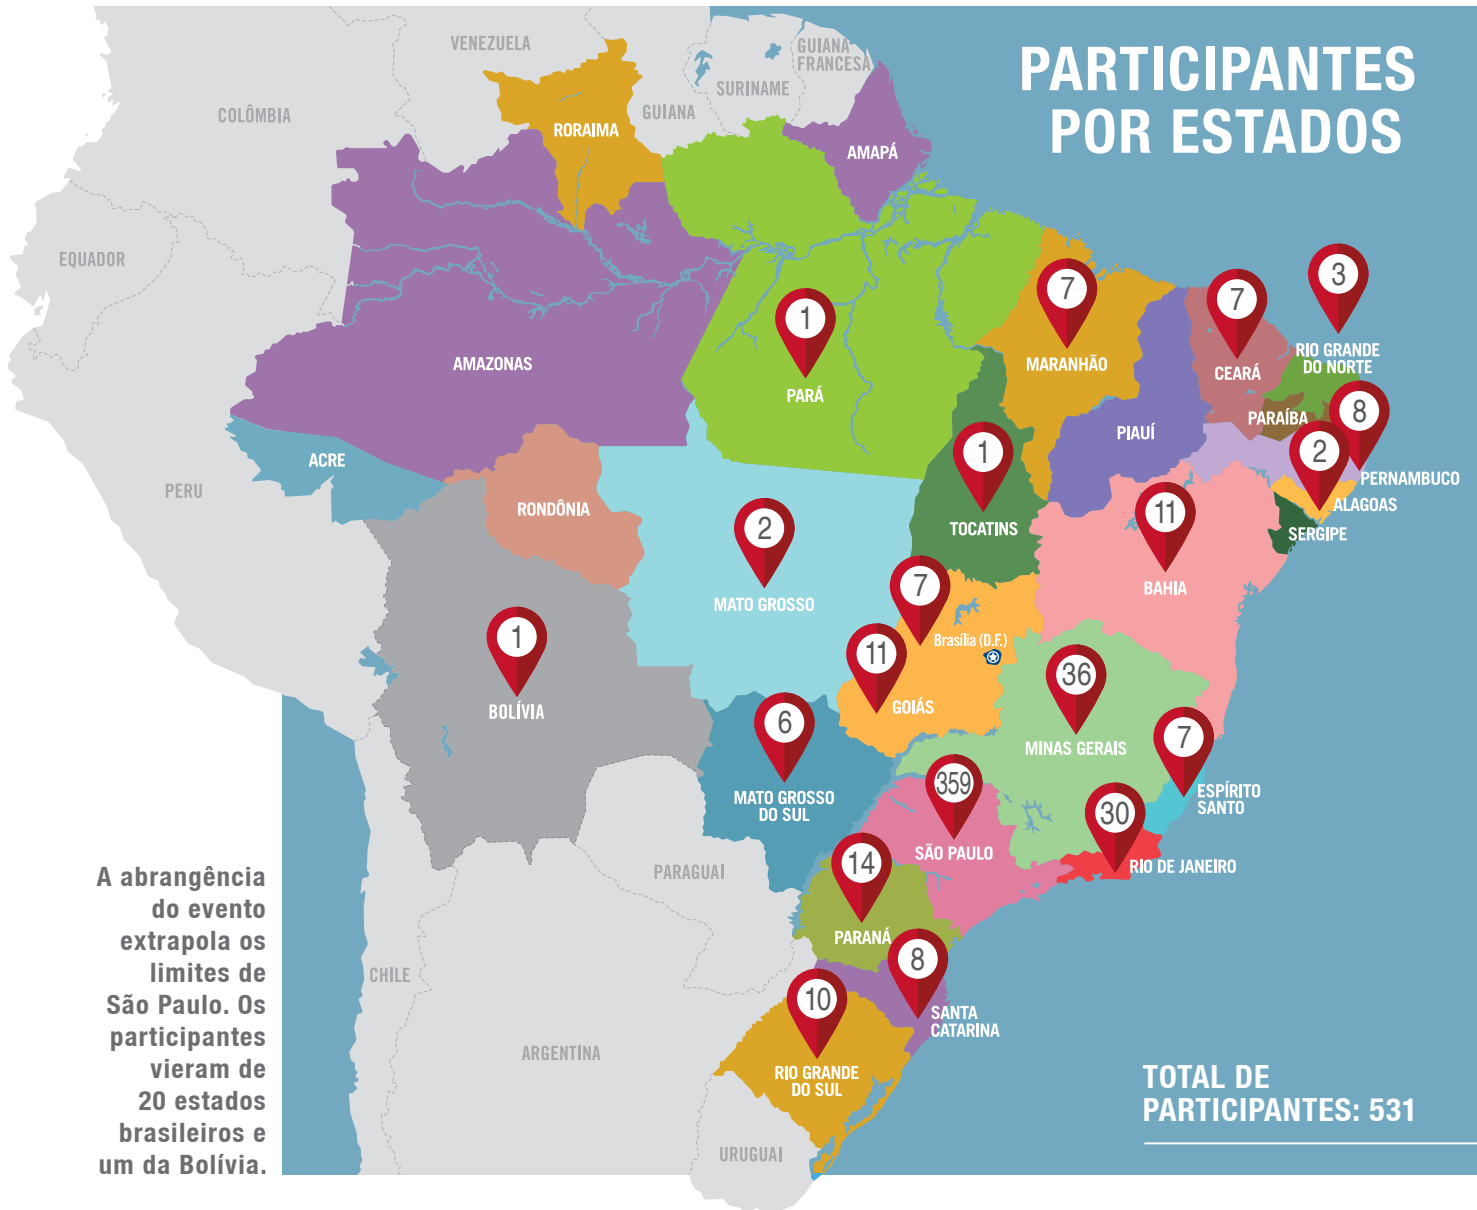 PARTICIPANTES
POR ESTADOS
VENEZUELA
GUIANA
FRANCESA
SURINAME
GUIANA
COLÔMBIA
RORAIMA
AMAPÁ
EQUADOR
3
7
7
1
RIO GRANDE
DO NORTE
AMAZONAS
MARANHÃO
CEARÁ
PARÁ
8
PARAÍBA
PIAUÍ
1
2
ACRE
PERU
PERNAMBUCO
ALAGOAS
RONDÔNIA
2
11
TOCATINS
SERGIPE
7
BAHIA
MATO GROSSO
1
Brasília (D.F.)
11
36
BOLÍVIA
GOIÁS
6
7
MINAS GERAIS
359
ESPÍRITO
SANTO
MATO GROSSO
DO SUL
30
SÃO PAULO
14
RIO DE JANEIRO
PARAGUAI
PARANÁ
8
CHILE
10
SANTA
CATARINA
ARGENTINA
RIO GRANDE
DO SUL
URUGUAI
A abrangência
do evento
extrapola os
limites de
São Paulo. Os
participantes
vieram de
20 estados
brasileiros e
um da Bolívia.
TOTAL DE
PARTICIPANTES: 531